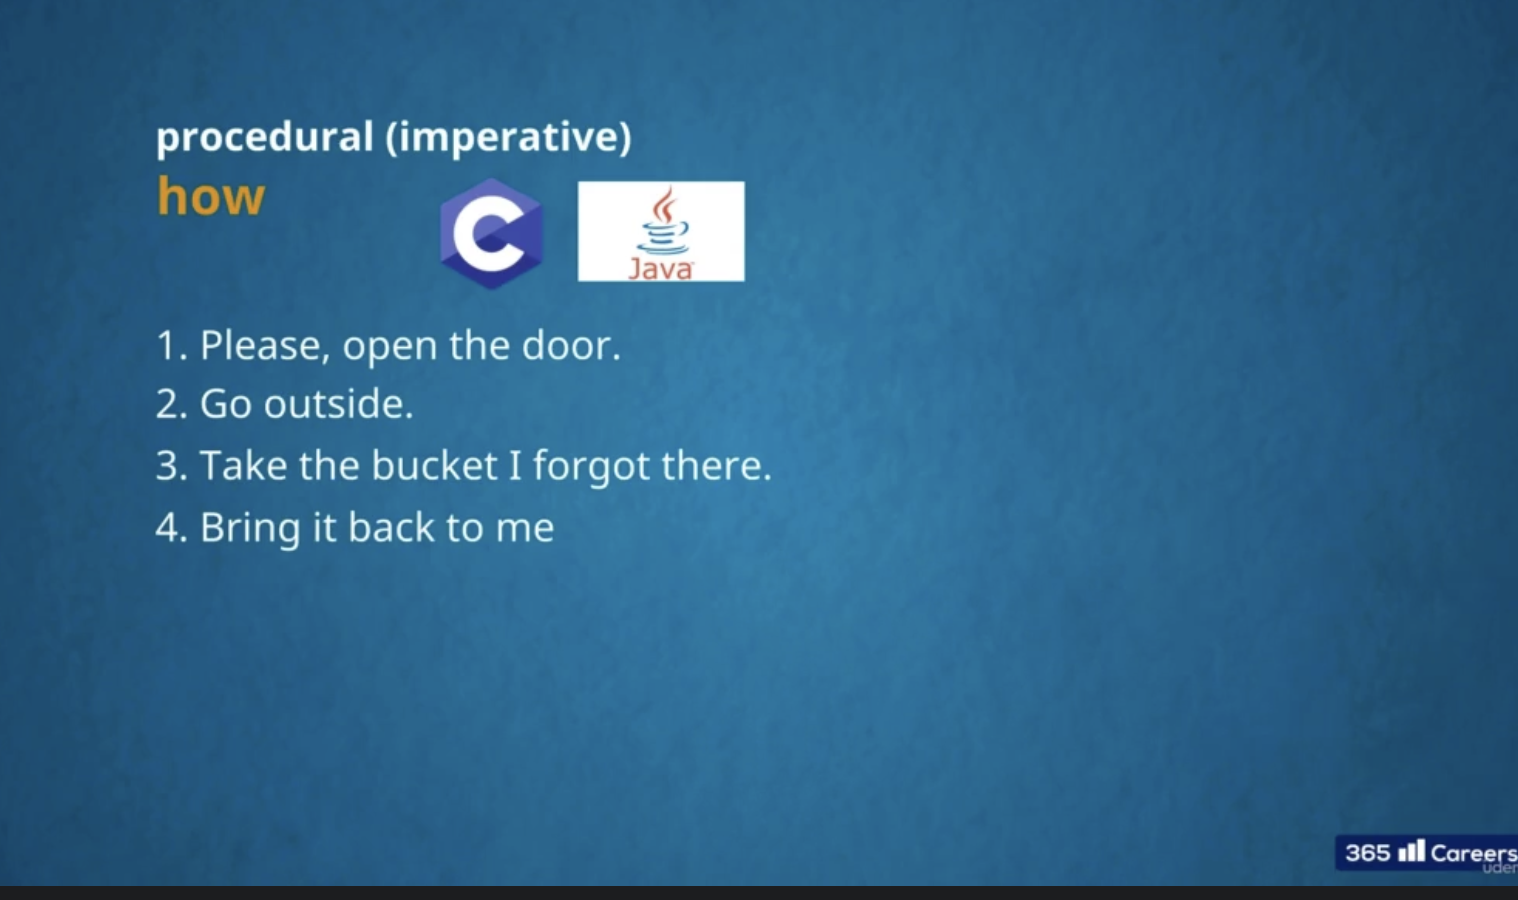 procedural (imperative)
how
C
Java
1. Please, open the door.
2. Go outside.
3. Take the bucket I forgot there.
4. Bring it back to me
365 Careers